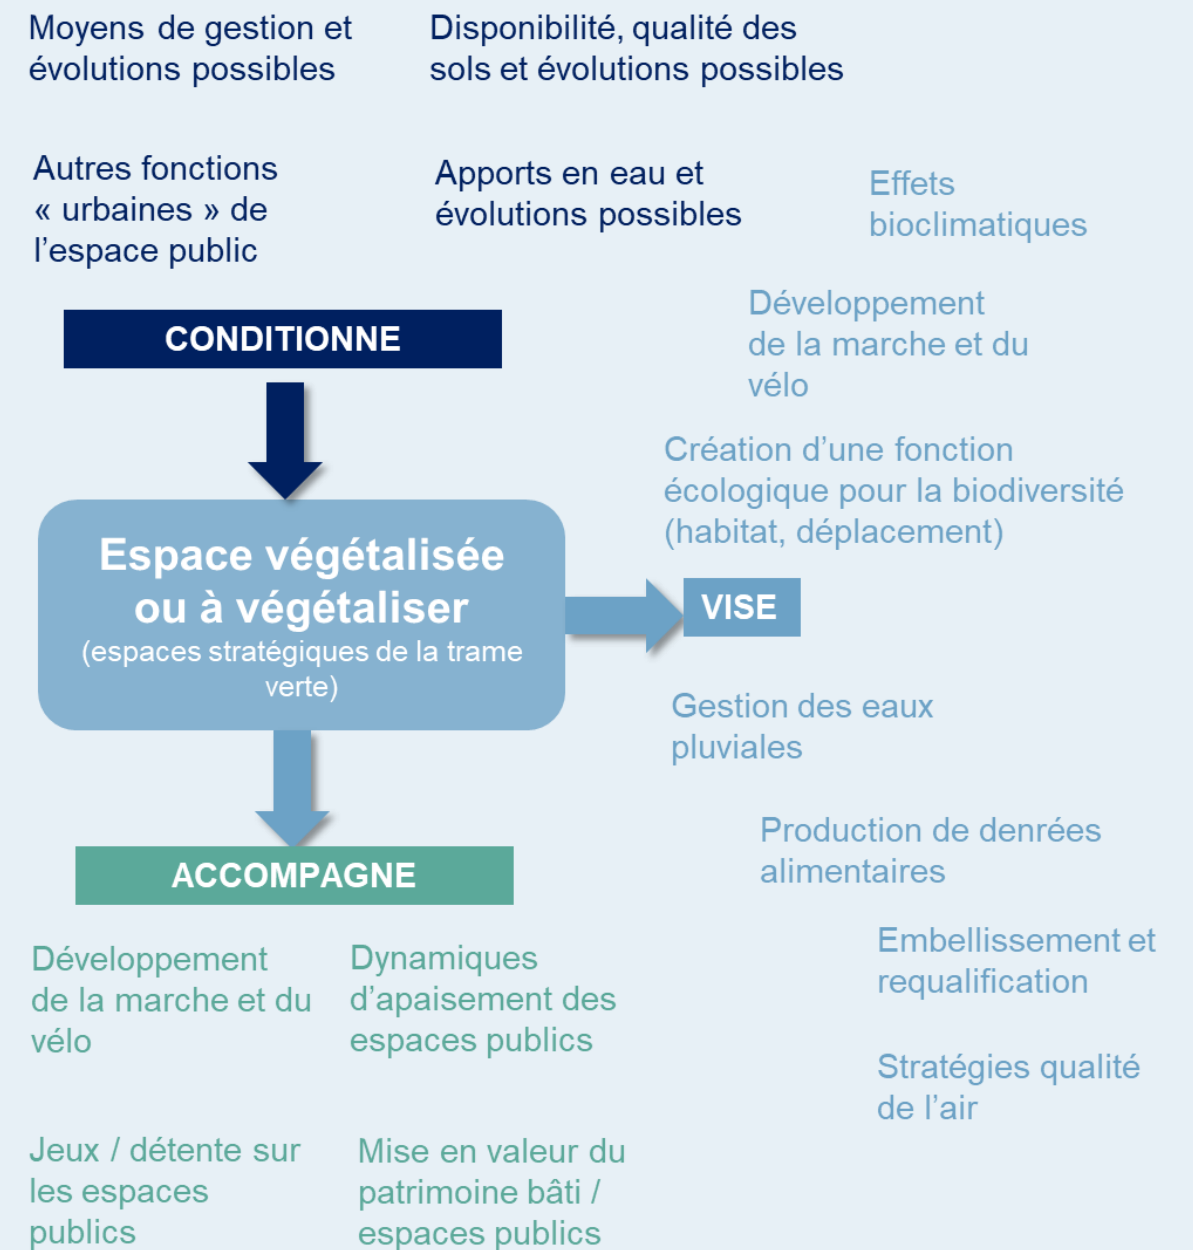 Moyens de gestion et
évolutions possibles
Disponibilité, qualité des
sols et évolutions possibles
Autres fonctions
« urbaines » de
l’espace public
Apports en eau et
évolutions possibles
Effets
bioclimatiques
CONDITIONNE
Développement
de la marche et du
vélo
Création d’une fonction
écologique pour la biodiversité
(habitat, déplacement)
Espace végétalisée
ou à végétaliser
(espaces stratégiques de la trame
verte)
VISE
Gestion des eaux
pluviales
Production de denrées
alimentaires
Embellissement et
requalification
Stratégies qualité
de l’air
ACCOMPAGNE
Développement
de la marche et du
vélo
Dynamiques
d’apaisement des
espaces publics
Jeux / détente sur
les espaces
publics
Mise en valeur du
patrimoine bâti /
espaces publics